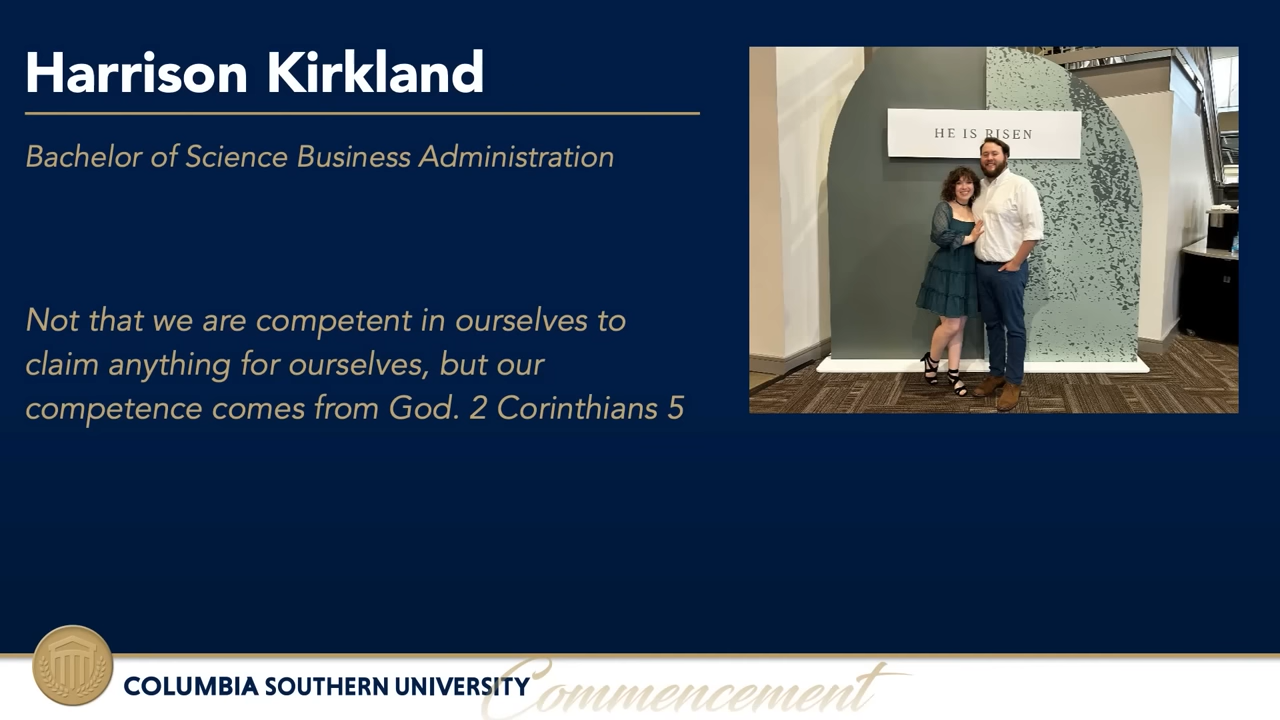 Harrison Kirkland
Bachelor of Science Business Administration
HE IS RISEN
Not that we are competent in ourselves to
claim anything for ourselves, but our
competence comes from God. 2 Corinthians 5
COLUMBIA SOUTHERN UNIVERSITY
Commencement